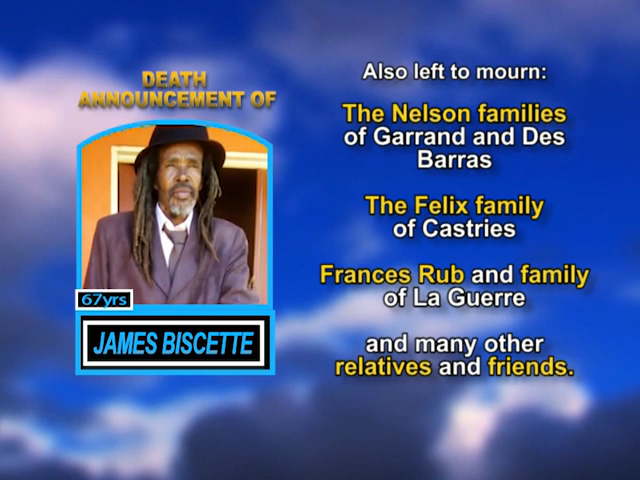 DEATH
ANNOUNCEMENT OF
67yrs
JAMES BISCETTE
Also left to mourn:
The Nelson families
of Garrand and Des
Barras
The Felix family
of Castries
Frances Rub and family
of La Guerre
and many other
relatives and friends.